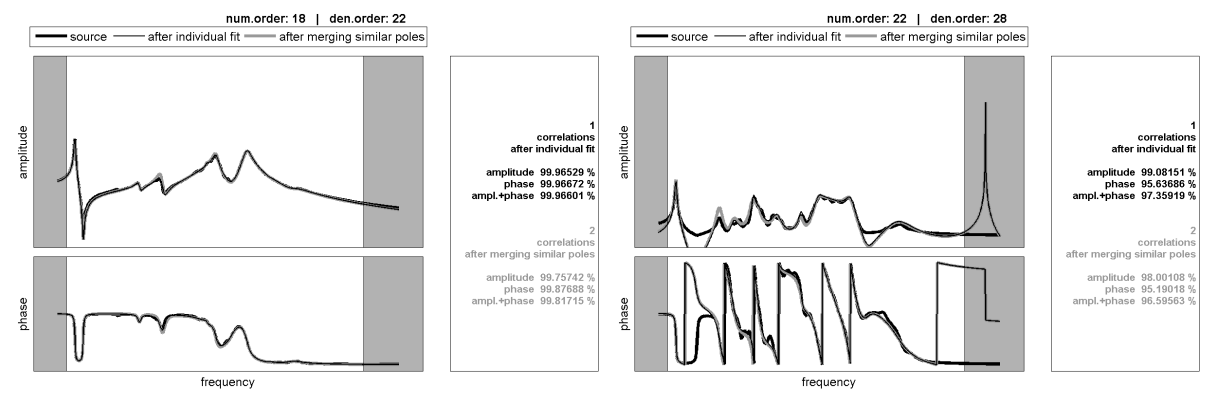 num.order: 18 | den.order: 22
source after individual fit after merging similar poles
amplitude
phase
frequency
1
correlations
after individual fit
amplitude 99.96529 %
phase 99.96672 %
ampl.+phase 99.96601 %
2
correlations
after merging similar poles
amplitude 99.75742 %
phase 99.87688 %
ampl.+phase 99.81715 %
num.order: 22 | den.order: 28
source after individual fit after merging similar poles
amplitude
phase
frequency
1
correlations
after individual fit
amplitude 99.08151 %
phase 95.63686 %
ampl.+phase 97.35919 %
2
correlations
after merging similar poles
amplitude 98.00108 %
phase 95.19018 %
ampl.+phase 96.59563 %